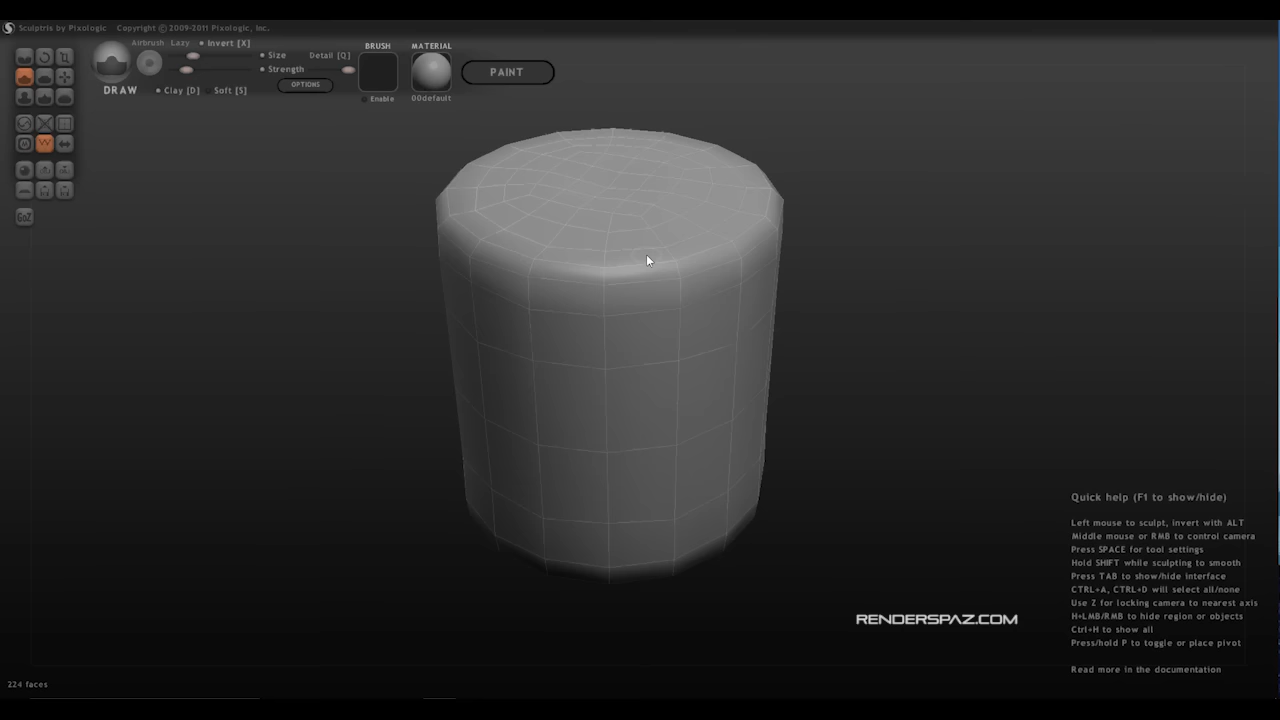 Sculptris by Pixologic Copyright © 2009-2011 Pixologic, Inc.
Airbrush Lazy Invert [X]
Size Detail [Q]
Strength
OPTIONS
DRAW Clay [D] Soft [S]
BRUSH
Enable
MATERIAL
00default
PAINT
M
GoZ
Quick help (F1 to show/hide)
Left mouse to sculpt, invert with ALT
Middle mouse or RMB to control camera
Press SPACE for tool settings
Hold SHIFT while sculpting to smooth
Press TAB to show/hide interface
CTRL+A, CTRL+D will select all/none
Use Z for locking camera to nearest axis
H+LMB/RMB to hide region or objects
Ctrl+H to show all
Press/hold P to toggle or place pivot
Read more in the documentation
RENDERSPAZ.COM
224 faces